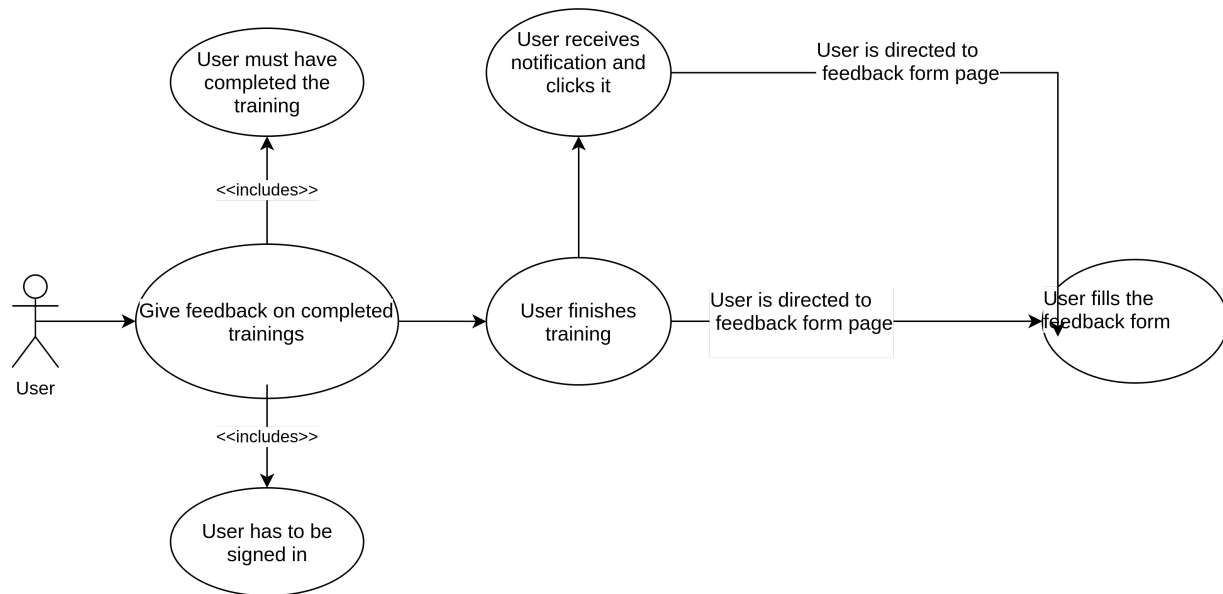 User must have
completed the
training
User receives
notification and
clicks it
User is directed to
feedback form page
<<includes>>
User
Give feedback on completed
trainings
User finishes
training
User is directed to
feedback form page
User fills the
feedback form
<<includes>>
User has to be
signed in